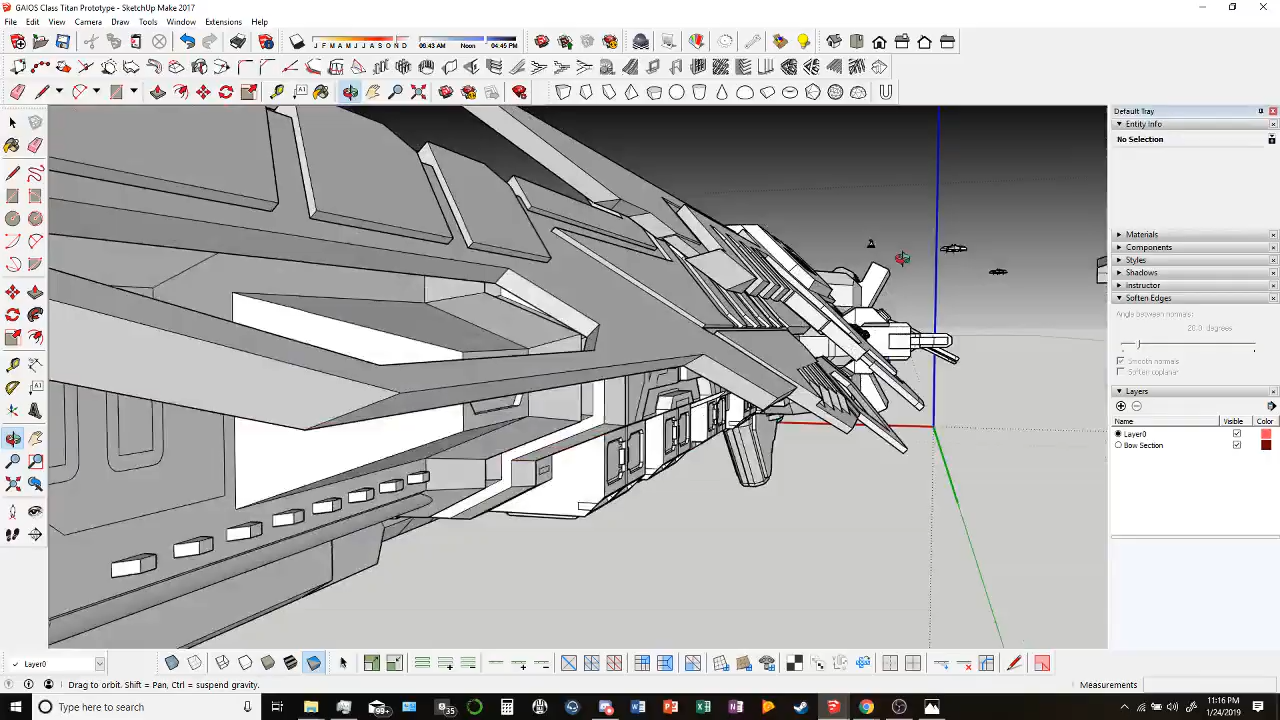 GAIOS Class Titan Prototype - SketchUp Make 2017
File Edit View Camera Draw Tools Window Extensions Help
J F M A M J J A S O N D 06:43 AM Noon 04:45 PM
Default Tray
Entity Info
No Selection
Materials
Components
Styles
Shadows
Instructor
Soften Edges
Angle between normals:
20.0 degrees
Smooth normals
Soften coplanar
Layers
Name Visible Color
Layer0
Bow Section
Layer0
Drag to orbit. Shift = Pan, Ctrl = suspend gravity.
Measurements
Type here to search
99+
35
11:16 PM
1/24/2019